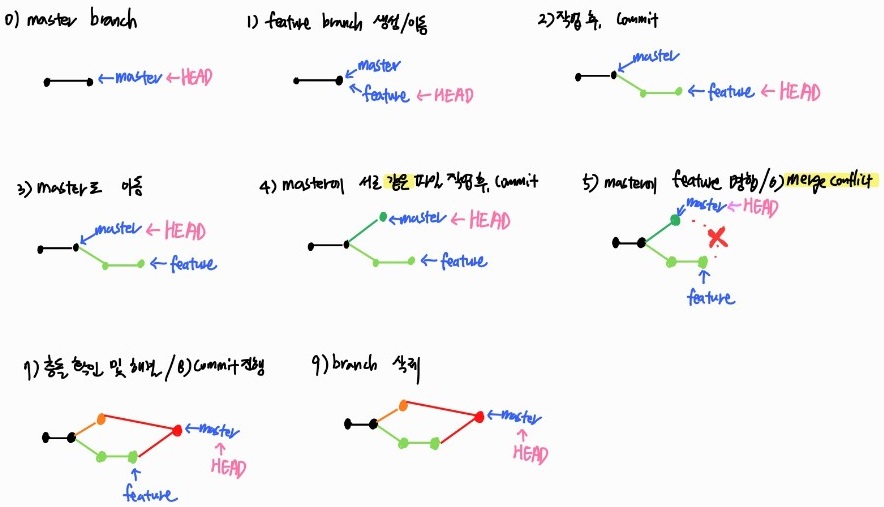 0) master branch
← master ← HEAD
1) feature branch 생성/이동
master
feature ← HEAD
2) 작업 후, commit
master
← feature ← HEAD
3) master로 이동
master ← HEAD
← feature
4) master에 서로 같은 파일 작업 후, commit
← master ← HEAD
← feature
5) master에 feature 병합 / 6) merge conflict
master ← HEAD
feature
7) 충돌 확인 및 해결 / 8) commit 진행
← master
HEAD
feature
9) branch 삭제
← master
HEAD